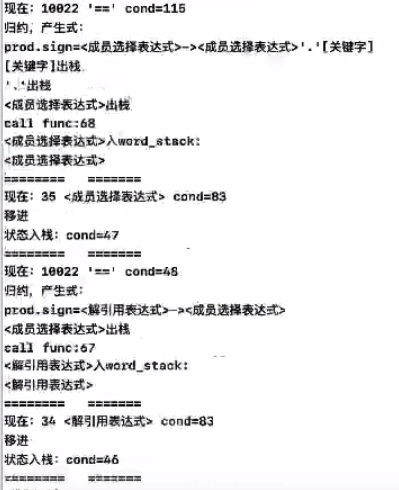 现在: 10022 '==' cond=115
归约, 产生式:
prod.sign=<成员选择表达式>-><成员选择表达式>'.'[关键字]
[关键字]出栈
'.'出栈
<成员选择表达式>出栈
call func:68
<成员选择表达式>入word_stack:
<成员选择表达式>
======== =======
现在: 35 <成员选择表达式> cond=83
移进
状态入栈: cond=47
======== =======
现在: 10022 '==' cond=48
归约, 产生式:
prod.sign=<解引用表达式>-><成员选择表达式>
<成员选择表达式>出栈
call func:67
<解引用表达式>入word_stack:
<解引用表达式>
======== =======
现在: 34 <解引用表达式> cond=83
移进
状态入栈: cond=46
======== =======